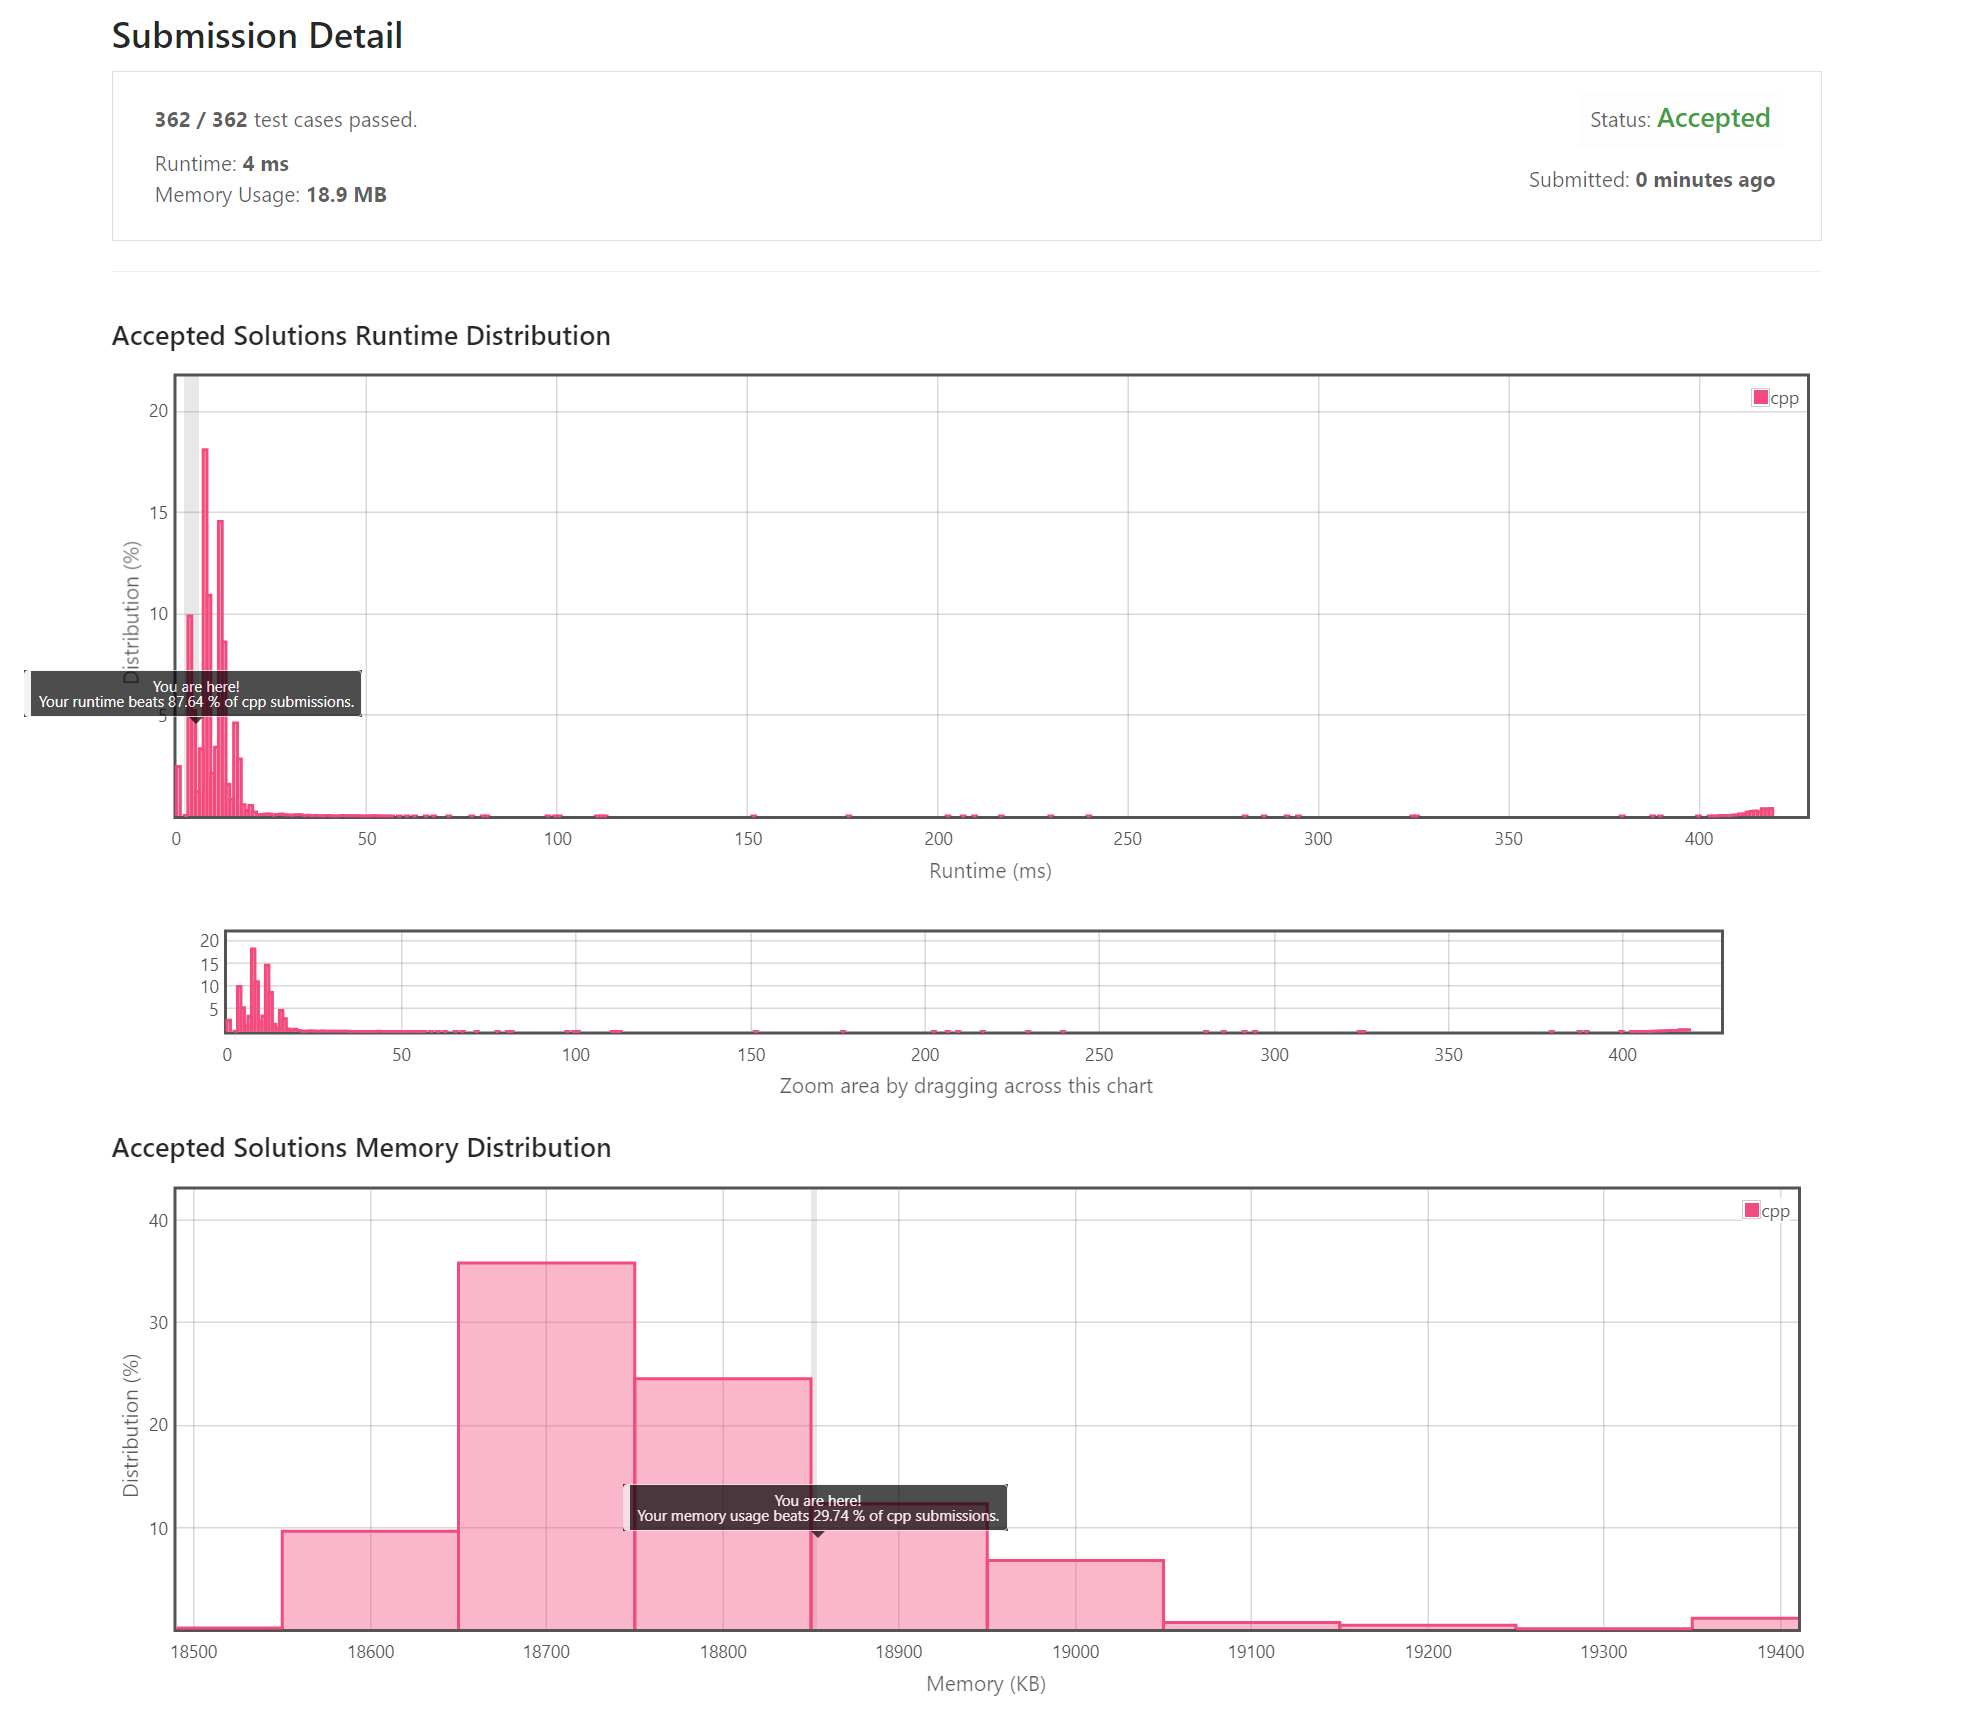 Submission Detail
362 / 362 test cases passed.
Status: Accepted
Runtime: 4 ms
Memory Usage: 18.9 MB
Submitted: 0 minutes ago
Accepted Solutions Runtime Distribution
cpp
20
15
10
5
Distribution (%)
You are here!
Your runtime beats 87.64 % of cpp submissions.
0 50 100 150 200 250 300 350 400
Runtime (ms)
20
15
10
5
0 50 100 150 200 250 300 350 400
Zoom area by dragging across this chart
Accepted Solutions Memory Distribution
cpp
40
30
20
10
Distribution (%)
You are here!
Your memory usage beats 29.74 % of cpp submissions.
18500 18600 18700 18800 18900 19000 19100 19200 19300 19400
Memory (KB)